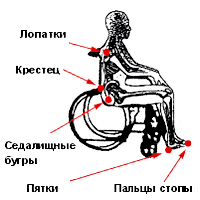 Лопатки
Крестец
Седалищные
бугры
Пятки
Пальцы стопы